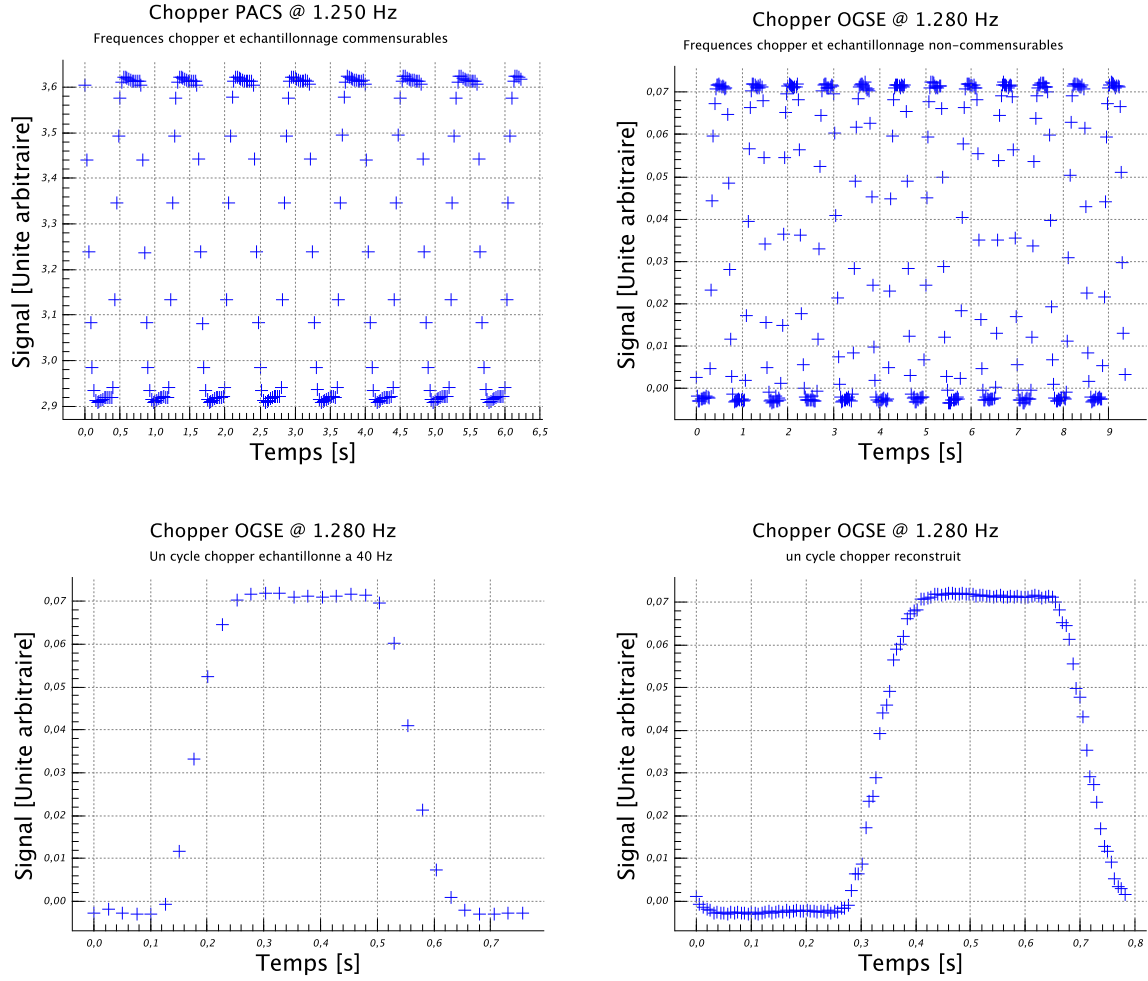 Chopper PACS @ 1.250 Hz
Frequences chopper et echantillonnage commensurables
Signal [Unite arbitraire]
3,6
3,5
3,4
3,3
3,2
3,1
3,0
2,9
0,0 0,5 1,0 1,5 2,0 2,5 3,0 3,5 4,0 4,5 5,0 5,5 6,0 6,5
Temps [s]
Chopper OGSE @ 1.280 Hz
Frequences chopper et echantillonnage non-commensurables
Signal [Unite arbitraire]
0,07
0,06
0,05
0,04
0,03
0,02
0,01
0,00
0 1 2 3 4 5 6 7 8 9
Temps [s]
Chopper OGSE @ 1.280 Hz
Un cycle chopper echantillonne a 40 Hz
Signal [Unite arbitraire]
0,07
0,06
0,05
0,04
0,03
0,02
0,01
0,00
0,0 0,2 0,3 0,5 0,7
Temps [s]
Chopper OGSE @ 1.280 Hz
un cycle chopper reconstruit
Signal [Unite arbitraire]
0,07
0,06
0,05
0,04
0,03
0,02
0,01
0,00
0,0 0,1 0,2 0,3 0,4 0,5 0,6 0,7 0,8
Temps [s]